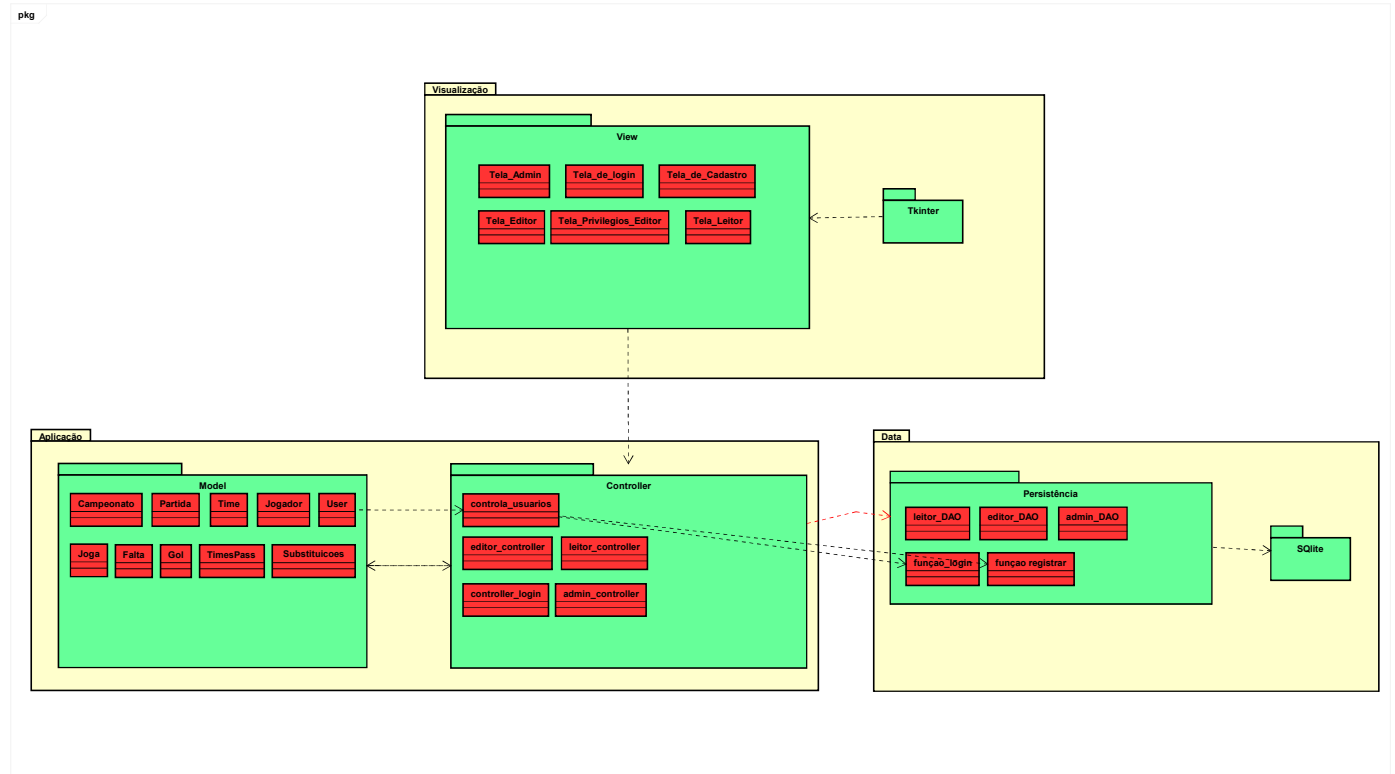 pkg
Visualização
View
Tela_Admin
Tela_de_login
Tela_de_Cadastro
Tela_Editor
Tela_Privilegios_Editor
Tela_Leitor
Tkinter
Aplicação
Model
Campeonato
Partida
Time
Jogador
User
Joga
Falta
Gol
TimesPass
Substituicoes
Controller
controla_usuarios
editor_controller
leitor_controller
controller_login
admin_controller
Data
Persistência
leitor_DAO
editor_DAO
admin_DAO
funçao_login
funçao registrar
SQlite